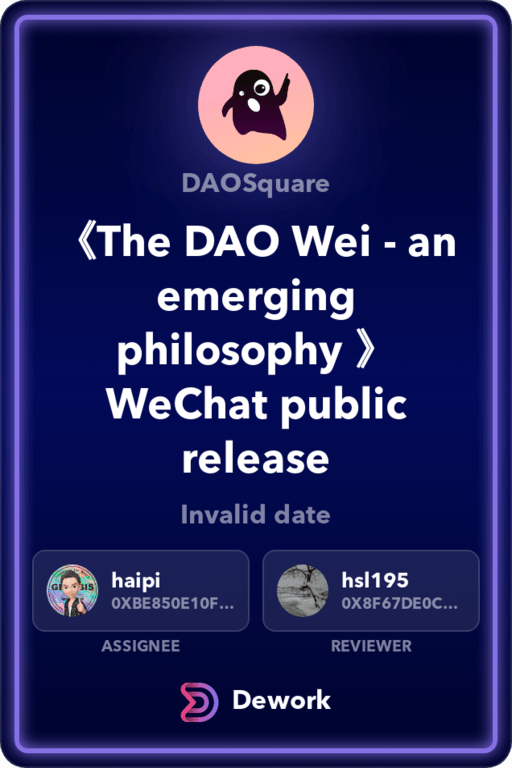 DAOSquare
《The DAO Wei - an
emerging
philosophy 》
WeChat public
release
Invalid date
haipi
0XBE850E10F...
hsl195
0X8F67DE0C...
ASSIGNEE
REVIEWER
Dework